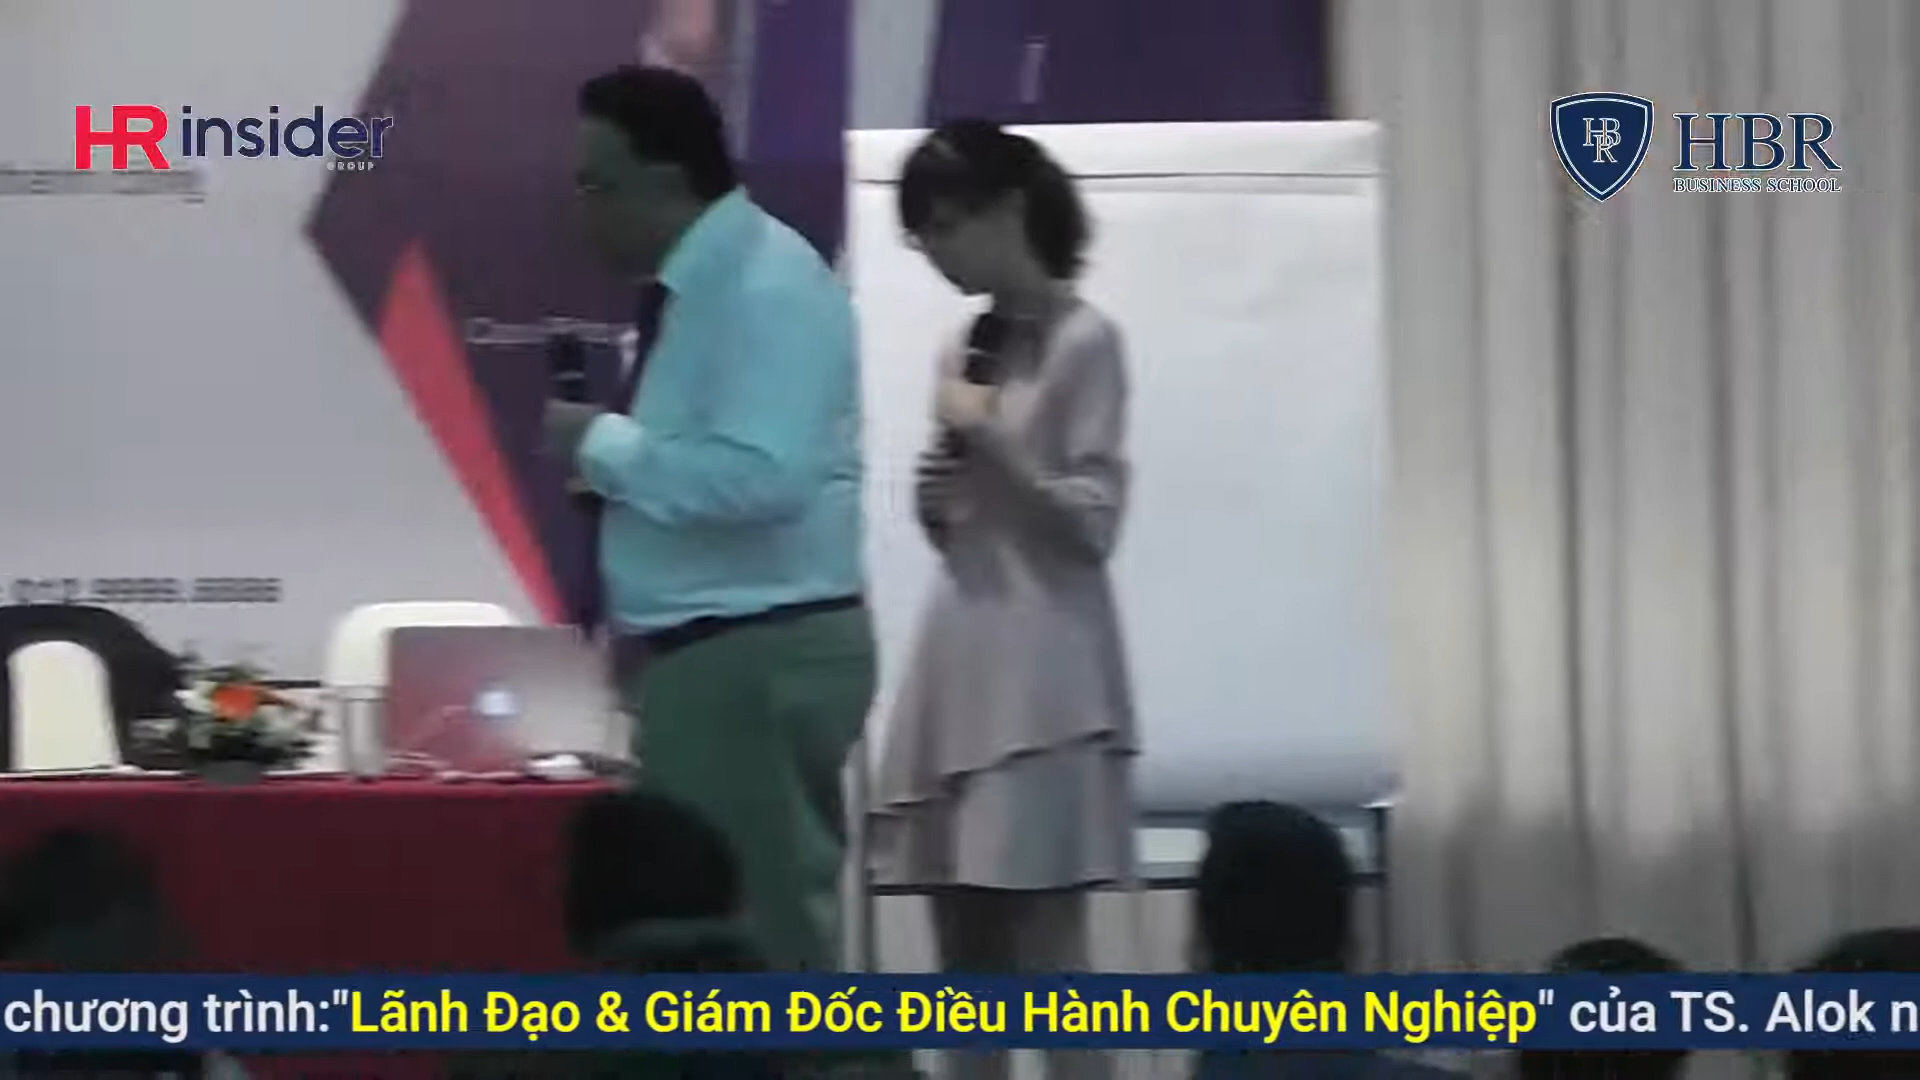 HR insider
GROUP
HBR
HBR
BUSINESS SCHOOL
chương trình:"Lãnh Đạo & Giám Đốc Điều Hành Chuyên Nghiệp" của TS. Alok n